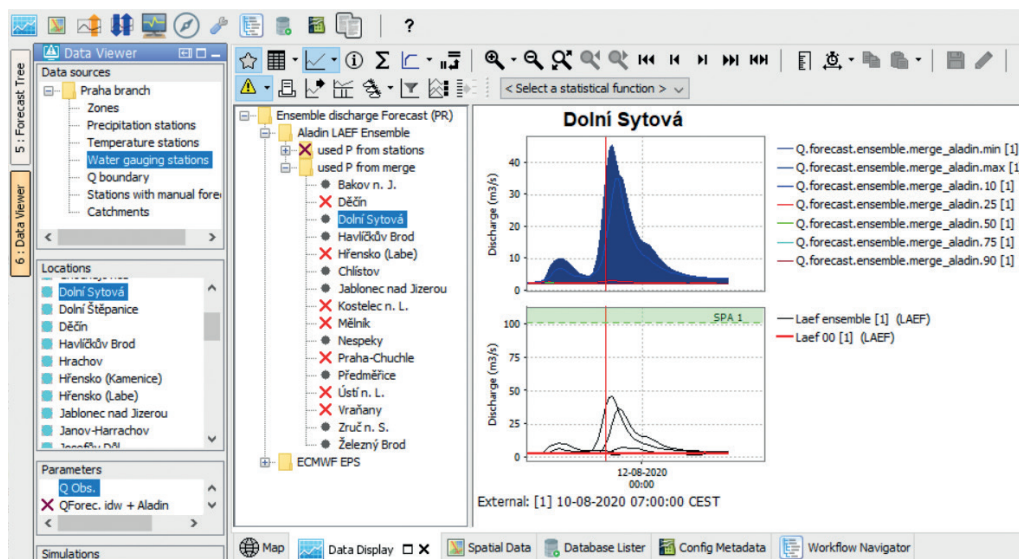 ?
5 : Forecast Tree
6 : Data Viewer
Data Viewer
Data sources
Praha branch
Zones
Precipitation stations
Temperature stations
Water gauging stations
Q boundary
Stations with manual fore
Catchments
Locations
Dolní Sytová
Dolní Štěpanice
Děčín
Havlíčkův Brod
Hrachov
Hřensko (Kamenice)
Hřensko (Labe)
Jablonec nad Jizerou
Janov-Harrachov
Josefův Důl
Parameters
Q Obs.
QForec. idw + Aladin
Simulations
< Select a statistical function >
Ensemble discharge Forecast (PR)
Aladin LAEF Ensemble
used P from stations
used P from merge
Bakov n. J.
Děčín
Dolní Sytová
Havlíčkův Brod
Hřensko (Labe)
Chlístov
Jablonec nad Jizerou
Kostelec n. L.
Mělník
Nespeky
Praha-Chuchle
Předměřice
Ústí n. L.
Vraňany
Zruč n. S.
Železný Brod
ECMWF EPS
Dolní Sytová
Discharge (m3/s)
40
30
20
10
0
Q.forecast.ensemble.merge_aladin.min [1]
Q.forecast.ensemble.merge_aladin.max [1]
Q.forecast.ensemble.merge_aladin.10 [1]
Q.forecast.ensemble.merge_aladin.25 [1]
Q.forecast.ensemble.merge_aladin.50 [1]
Q.forecast.ensemble.merge_aladin.75 [1]
Q.forecast.ensemble.merge_aladin.90 [1]
Discharge (m3/s)
100
75
50
25
0
SPA 1
Laef ensemble [1] (LAEF)
Laef 00 [1] (LAEF)
12-08-2020
00:00
External: [1] 10-08-2020 07:00:00 CEST
Map
Data Display
Spatial Data
Database Lister
Config Metadata
Workflow Navigator